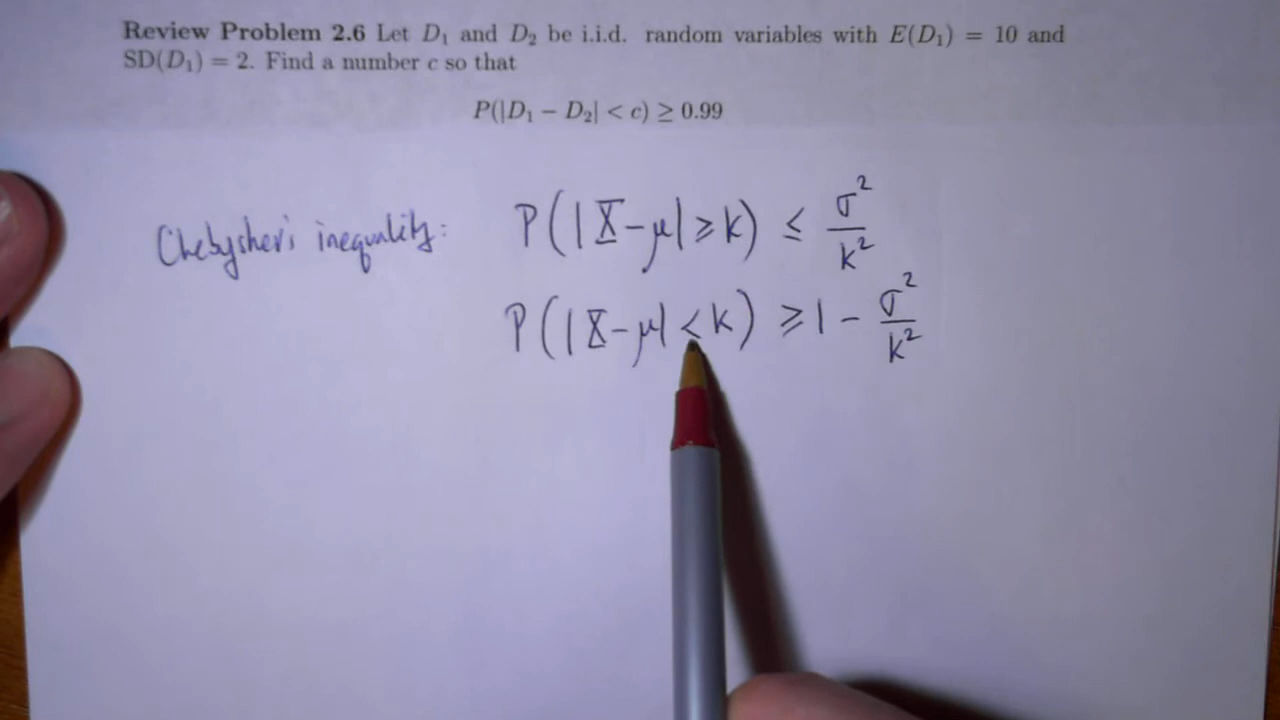 Review Problem 2.6 Let D₁ and D₂ be i.i.d. random variables with E(D₁) = 10 and
SD(D₁) = 2. Find a number c so that
P(|D₁ − D₂| < c) ≥ 0.99
Chebyshev's inequality: P(|X−μ| ≥ k) ≤ σ²/k²
P(|X−μ| < k) ≥ 1 − σ²/k²